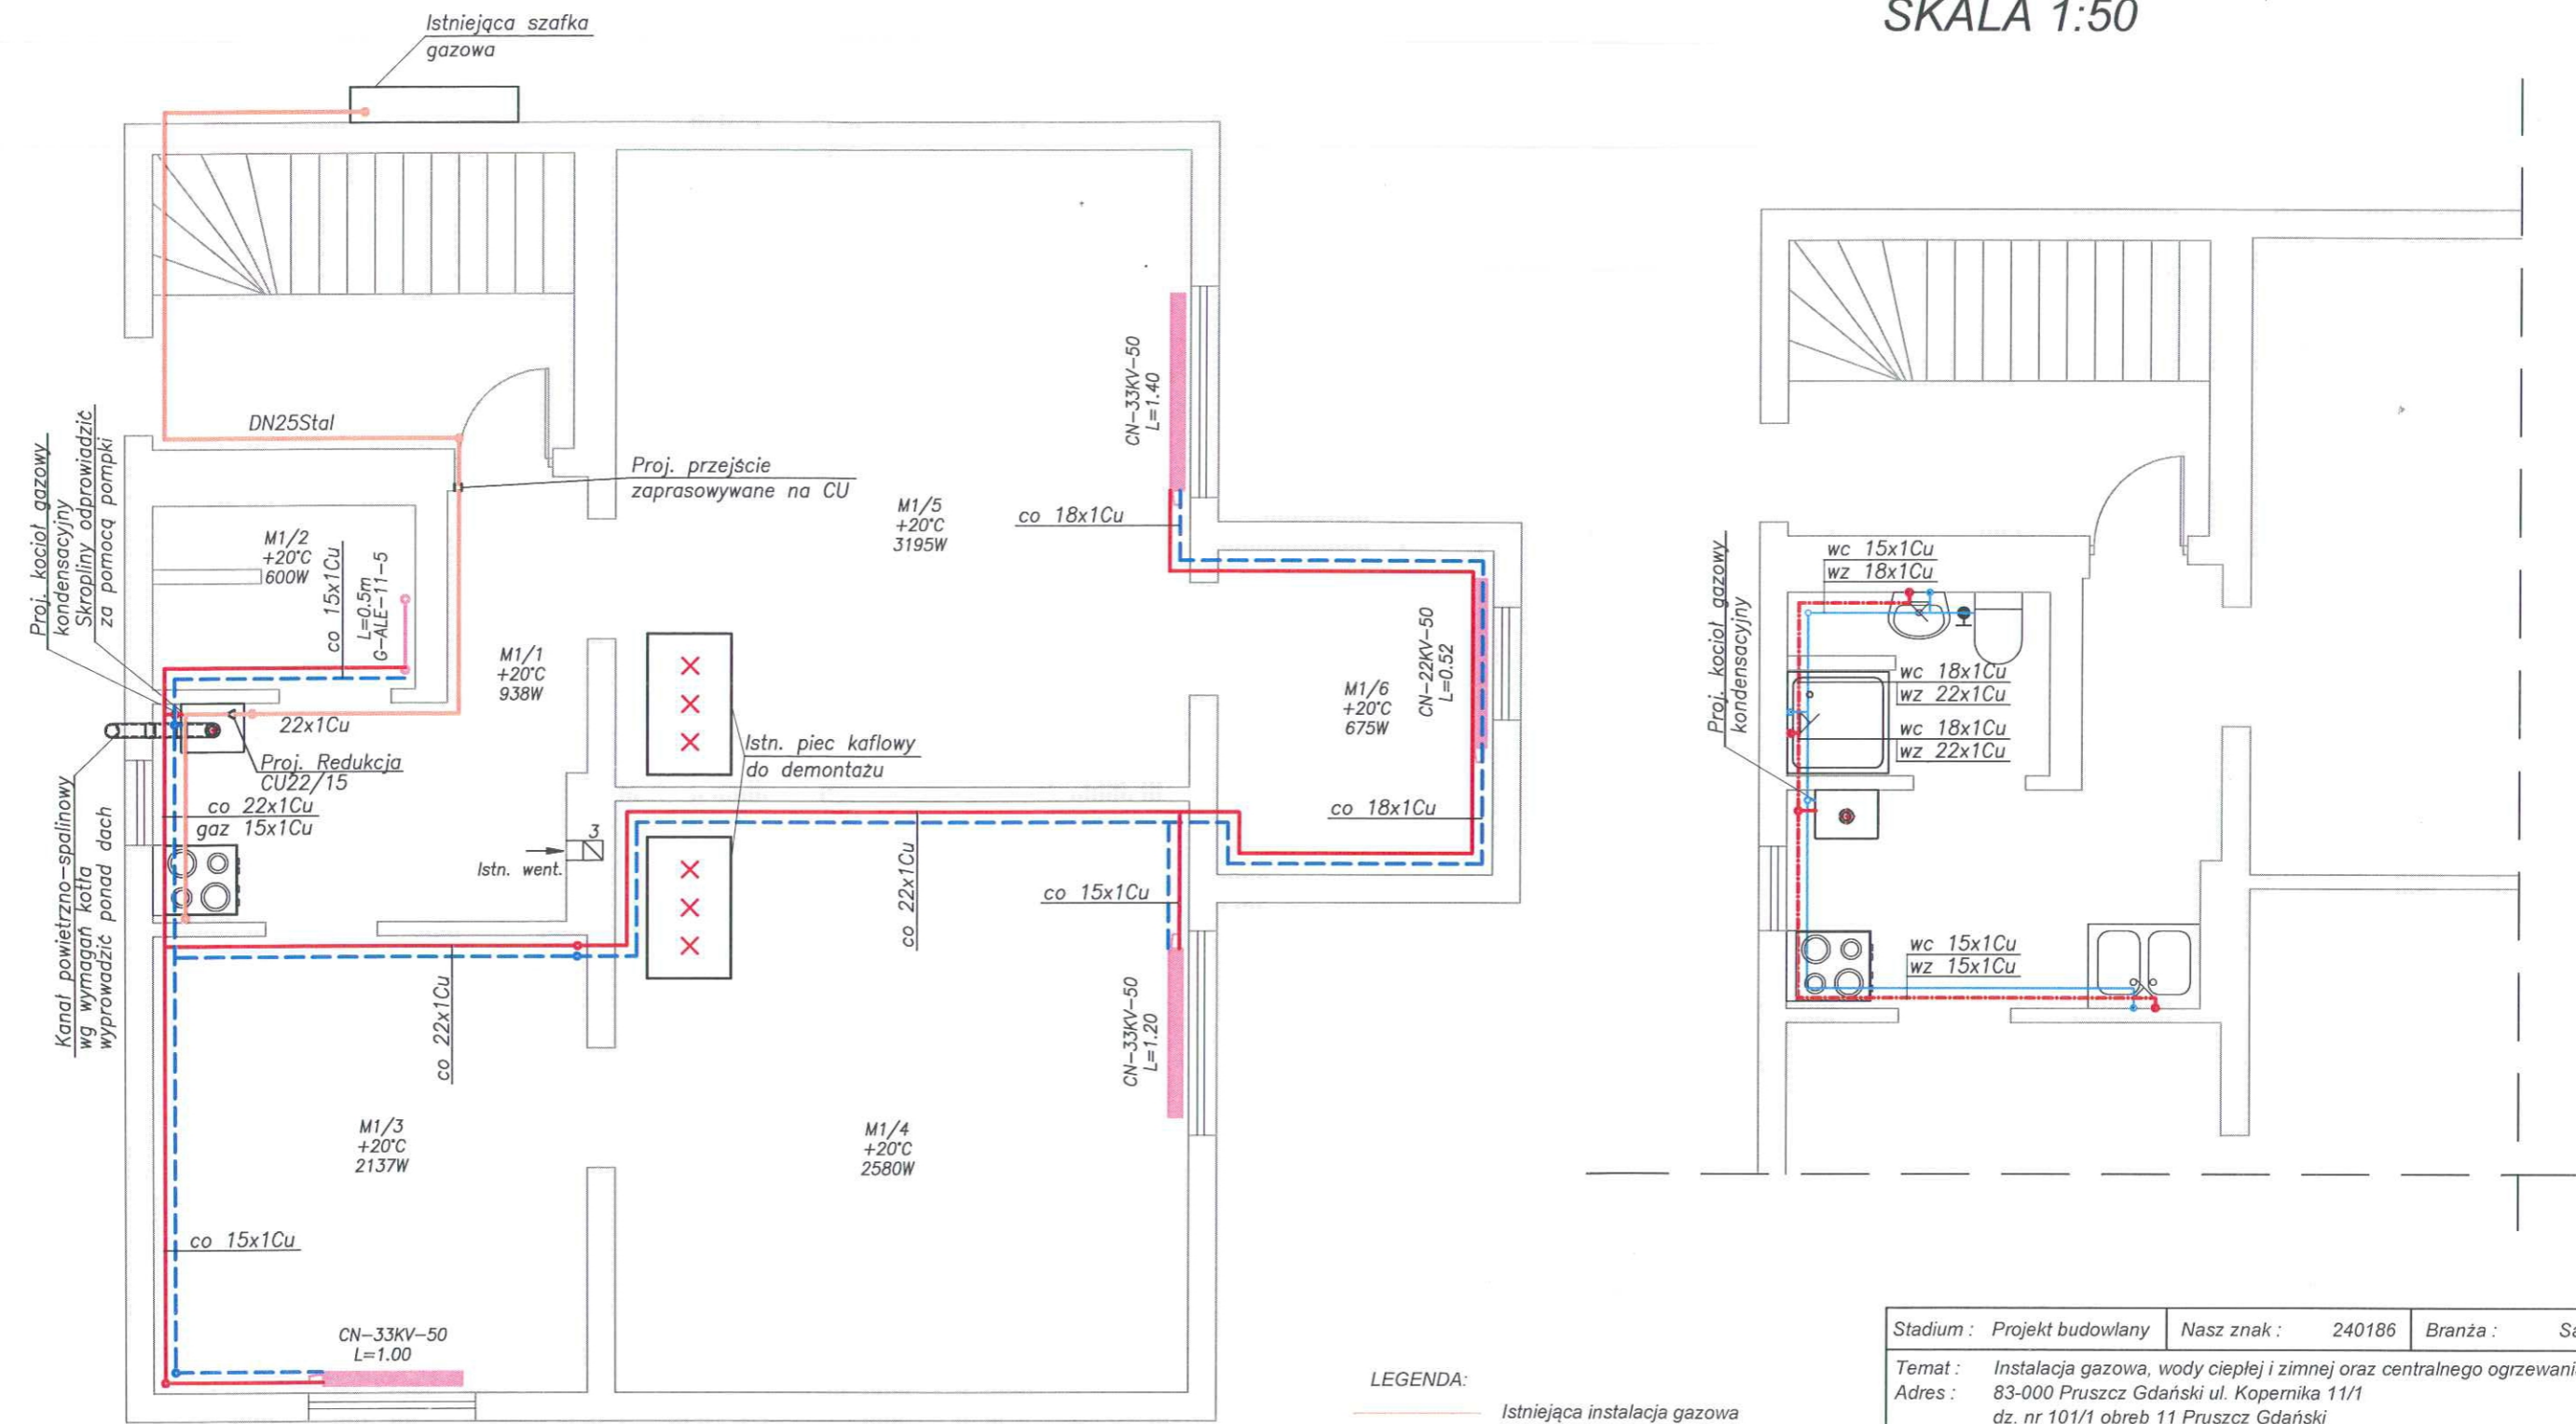 SKALA 1:50
Istniejąca szafka
gazowa
DN25Stal
Proj. przejście
zaprasowywane na CU
Proj. kocioł gazowy
kondensacyjny
Skropliny odprowiadzić
za pomocą pompki
M1/2
+20°C
600W
co 15x1Cu
L=0.5m
G-ALE-11-5
M1/1
+20°C
938W
M1/5
+20°C
3195W
CN-33KV-50
L=1.40
co 18x1Cu
M1/6
+20°C
675W
CN-22KV-50
L=0.52
co 18x1Cu
22x1Cu
Proj. Redukcja
CU22/15
co 22x1Cu
gaz 15x1Cu
Istn. piec kaflowy
do demontażu
3
Istn. went.
Kanał powietrzno-spalinowy
wg wymagań kotła
wyprowadzić ponad dach
co 22x1Cu
co 22x1Cu
co 15x1Cu
CN-33KV-50
L=1.20
M1/3
+20°C
2137W
M1/4
+20°C
2580W
co 15x1Cu
CN-33KV-50
L=1.00
Proj. kocioł gazowy
kondensacyjny
wc 15x1Cu
wz 18x1Cu
wc 18x1Cu
wz 22x1Cu
wc 18x1Cu
wz 22x1Cu
wc 15x1Cu
wz 15x1Cu
LEGENDA:
Istniejąca instalacja gazowa
Stadium : Projekt budowlany Nasz znak : 240186 Branża : Sa
Temat : Instalacja gazowa, wody ciepłej i zimnej oraz centralnego ogrzewani
Adres : 83-000 Pruszcz Gdański ul. Kopernika 11/1
dz. nr 101/1 obręb 11 Pruszcz Gdański